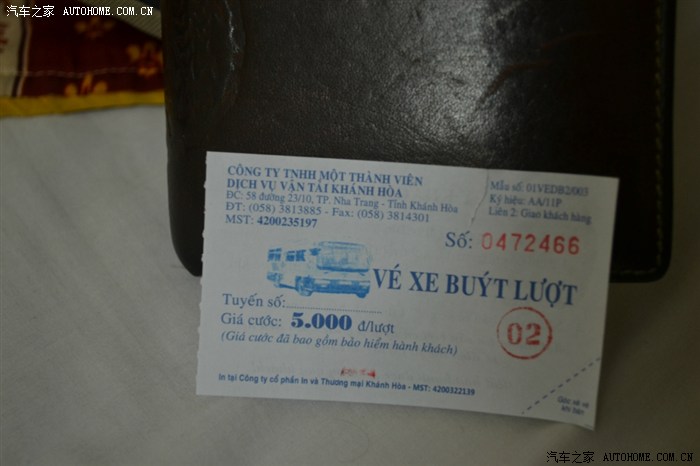 汽车之家 AUTOHOME.COM.CN
CÔNG TY TNHH MỘT THÀNH VIÊN
DỊCH VỤ VẬN TẢI KHÁNH HÒA
ĐC: 58 đường 23/10, TP. Nha Trang - Tỉnh Khánh Hòa
ĐT: (058) 3813885 - Fax: (058) 3814301
MST: 4200235197
Mẫu số: 01VEDB2/003
Ký hiệu: AA/11P
Liên 2: Giao khách hàng
Số: 0472466
VÉ XE BUÝT LƯỢT
Tuyến số:
Giá cước: 5.000 đ/lượt
(Giá cước đã bao gồm bảo hiểm hành khách)
02
In tại Công ty cổ phần In và Thương mại Khánh Hòa - MST: 4200322139
Góc xé vé
khi lên
汽车之家 AUTOHOME.COM.CN